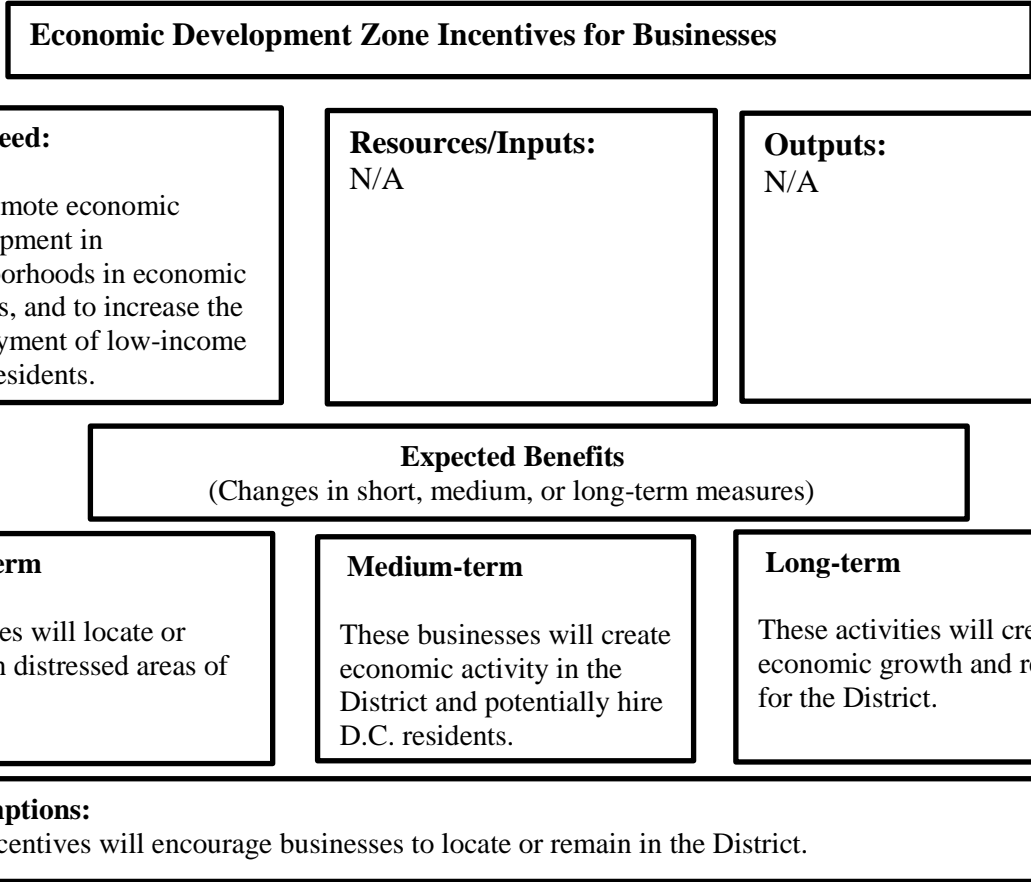 Economic Development Zone Incentives for Businesses
eed:
mote economic
pment in
orhoods in economic
s, and to increase the
yment of low-income
esidents.
Resources/Inputs:
N/A
Outputs:
N/A
Expected Benefits
(Changes in short, medium, or long-term measures)
erm
es will locate or
n distressed areas of
Medium-term
These businesses will create
economic activity in the
District and potentially hire
D.C. residents.
Long-term
These activities will cre
economic growth and r
for the District.
ptions:
centives will encourage businesses to locate or remain in the District.